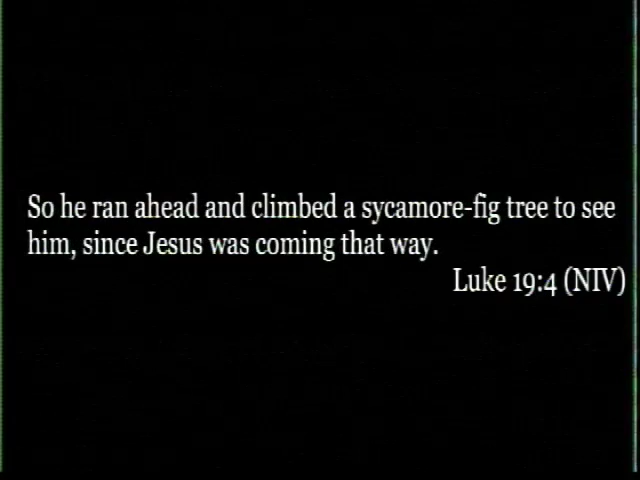 So he ran ahead and climbed a sycamore-fig tree to see
him, since Jesus was coming that way.
Luke 19:4 (NIV)